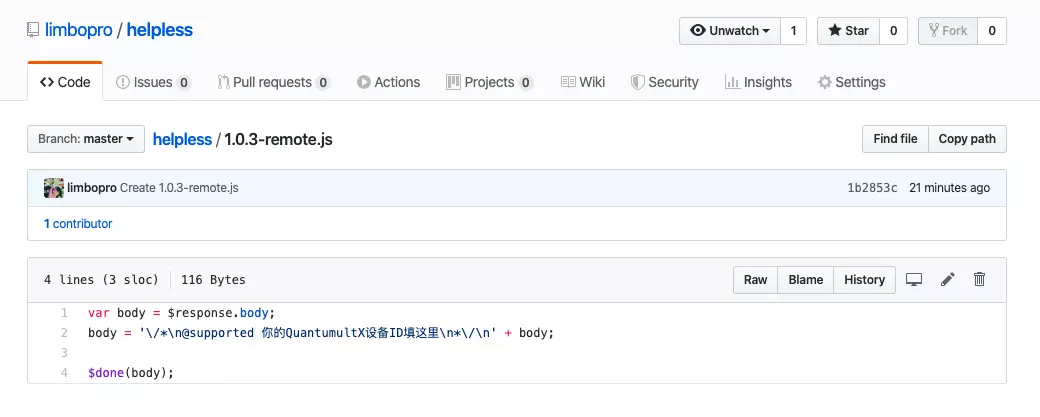 limbopro / helpless
Unwatch 1 Star 0 Fork 0
Code Issues 0 Pull requests 0 Actions Projects 0 Wiki Security Insights Settings
Branch: master helpless / 1.0.3-remote.js Find file Copy path
limbopro Create 1.0.3-remote.js 1b2853c 21 minutes ago
1 contributor
4 lines (3 sloc) 116 Bytes Raw Blame History
1 var body = $response.body;
2 body = '\/*\n@supported 你的QuantumultX设备ID填这里\n*\/\n' + body;
3
4 $done(body);